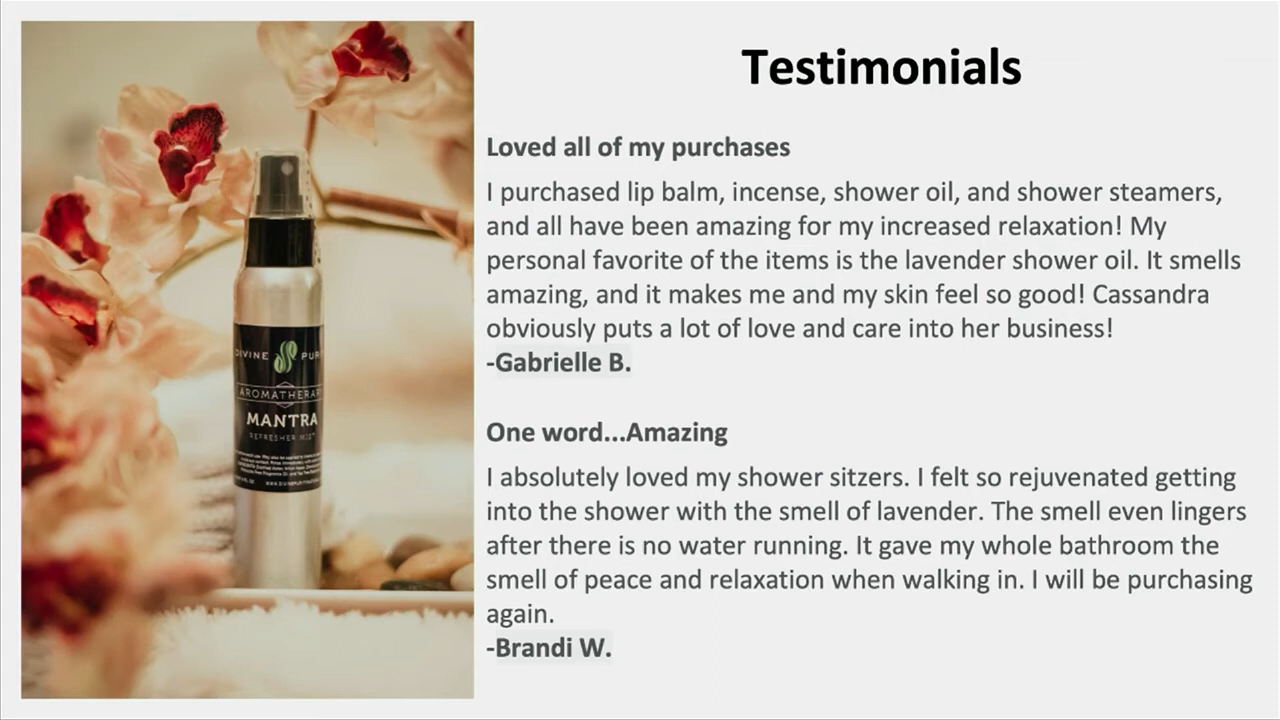 Testimonials
Loved all of my purchases
I purchased lip balm, incense, shower oil, and shower steamers,
and all have been amazing for my increased relaxation! My
personal favorite of the items is the lavender shower oil. It smells
amazing, and it makes me and my skin feel so good! Cassandra
obviously puts a lot of love and care into her business!
-Gabrielle B.
One word...Amazing
I absolutely loved my shower sitzers. I felt so rejuvenated getting
into the shower with the smell of lavender. The smell even lingers
after there is no water running. It gave my whole bathroom the
smell of peace and relaxation when walking in. I will be purchasing
again.
-Brandi W.
DIVINE PUR
AROMATHERAP
MANTRA
REFRESHER MIST